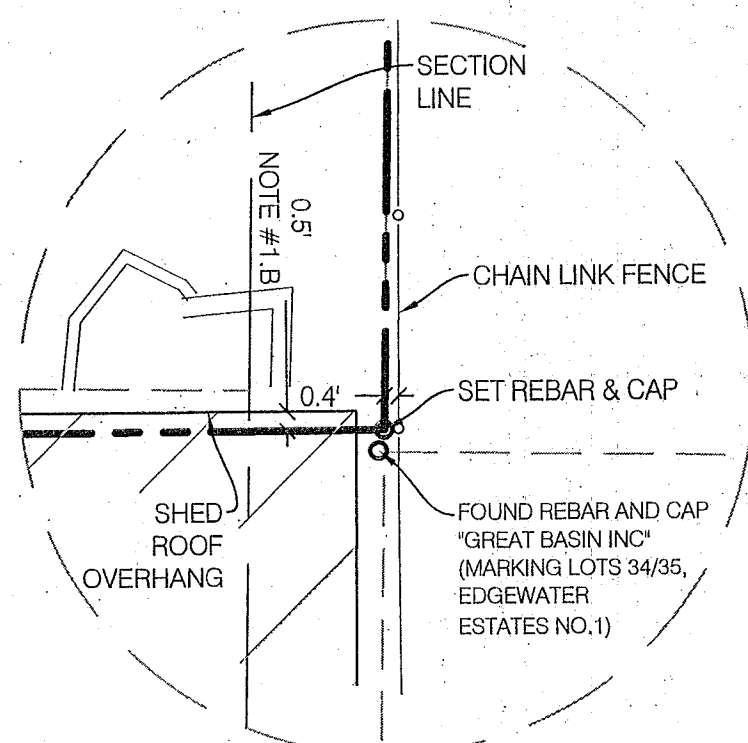 SECTION
LINE
0.5'
NOTE #1.B
CHAIN LINK FENCE
0.4'
SET REBAR & CAP
SHED
ROOF
OVERHANG
FOUND REBAR AND CAP
"GREAT BASIN INC"
(MARKING LOTS 34/35,
EDGEWATER
ESTATES NO.1)